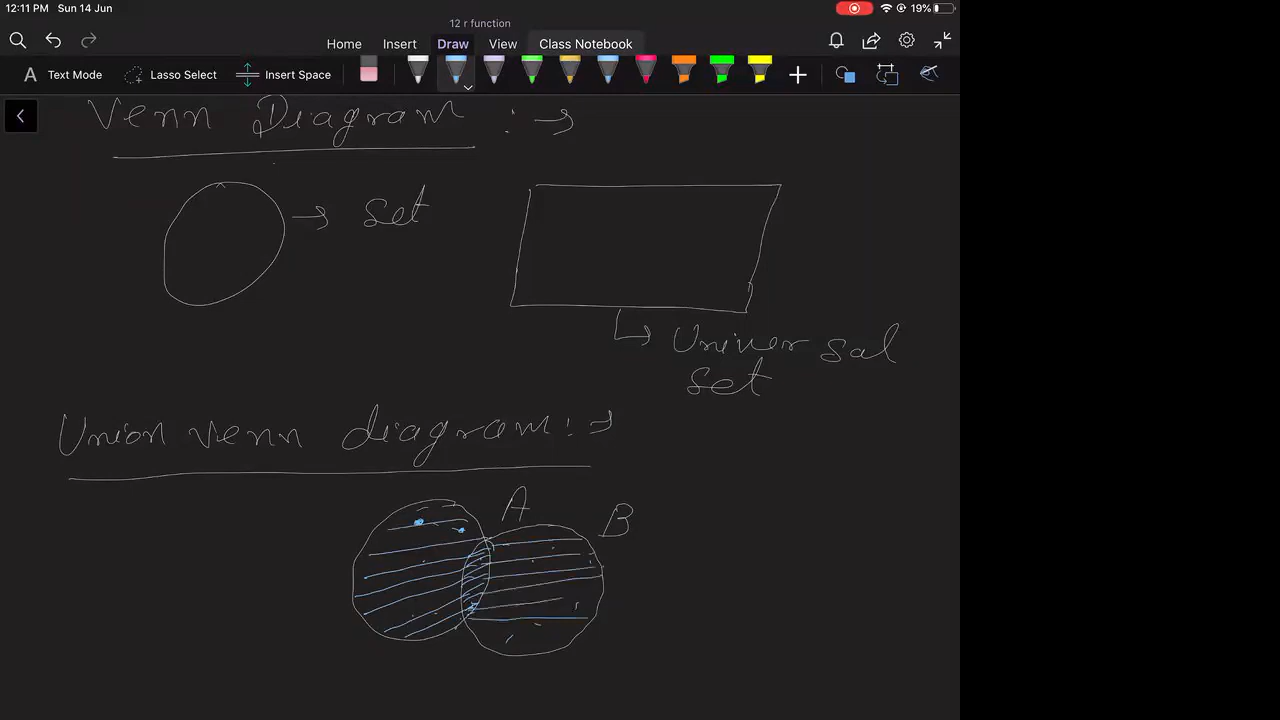 12:11 PM Sun 14 Jun
19%
12 r function
Home Insert Draw View Class Notebook
A Text Mode Lasso Select Insert Space
Venn Diagram :→
→ Set
↳ Universal
set
Union venn diagram :→
A
B